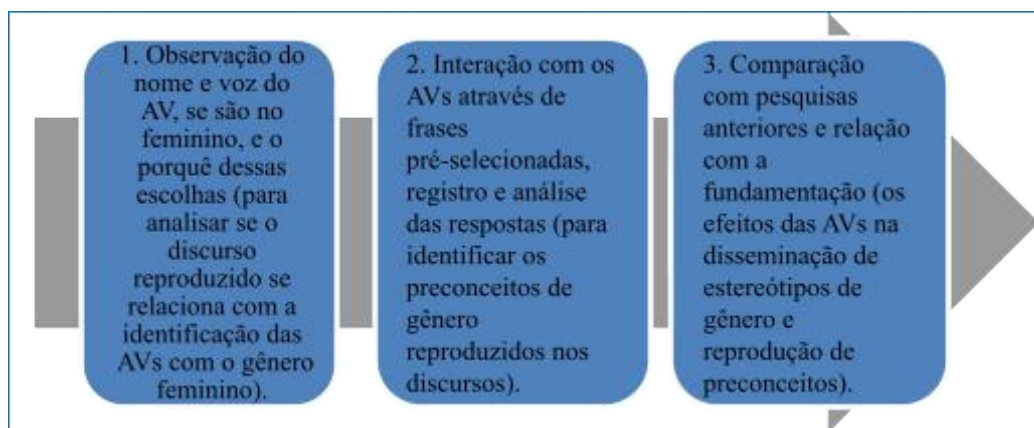 1. Observação do
nome e voz do
AV, se são no
feminino, e o
porquê dessas
escolhas (para
analisar se o
discurso
reproduzido se
relaciona com a
identificação das
AVs com o gênero
feminino).
2. Interação com os
AVs através de
frases
pré-selecionadas,
registro e análise
das respostas (para
identificar os
preconceitos de
gênero
reproduzidos nos
discursos).
3. Comparação
com pesquisas
anteriores e relação
com a
fundamentação (os
efeitos das AVs na
disseminação de
estereótipos de
gênero e
reprodução de
preconceitos).